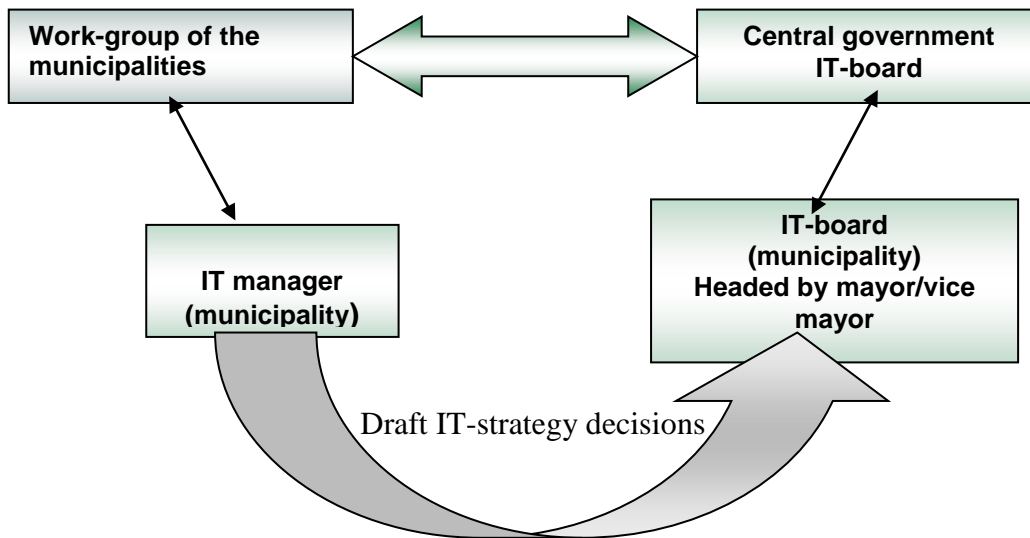 Work-group of the
municipalities
Central government
IT-board
IT manager
(municipality)
IT-board
(municipality)
Headed by mayor/vice
mayor
Draft IT-strategy decisions